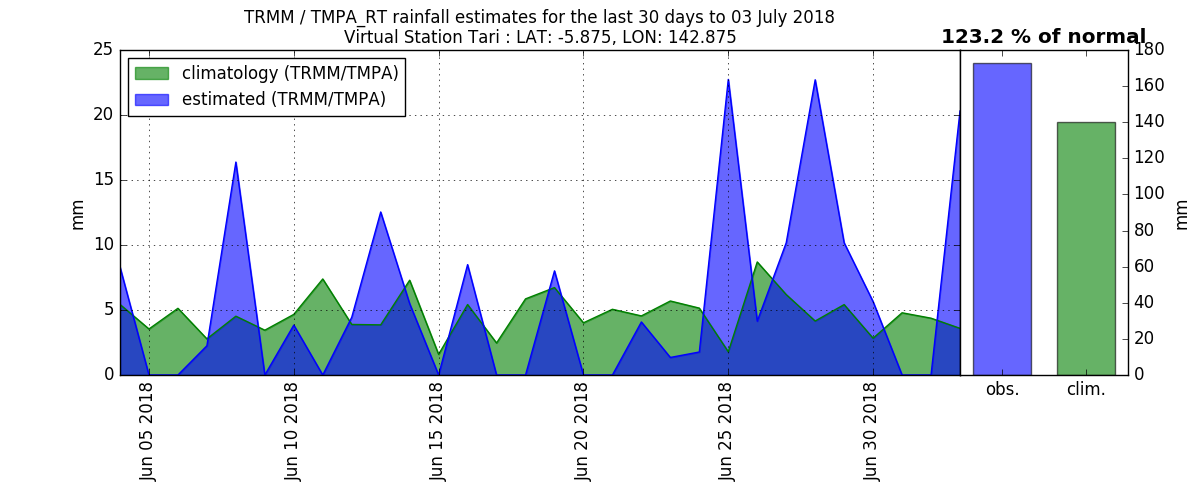 TRMM / TMPA_RT rainfall estimates for the last 30 days to 03 July 2018
Virtual Station Tari : LAT: -5.875, LON: 142.875
123.2 % of normal
climatology (TRMM/TMPA)
estimated (TRMM/TMPA)
25
20
15
10
5
0
mm
Jun 05 2018
Jun 10 2018
Jun 15 2018
Jun 20 2018
Jun 25 2018
Jun 30 2018
obs.
clim.
180
160
140
120
100
80
60
40
20
0
mm